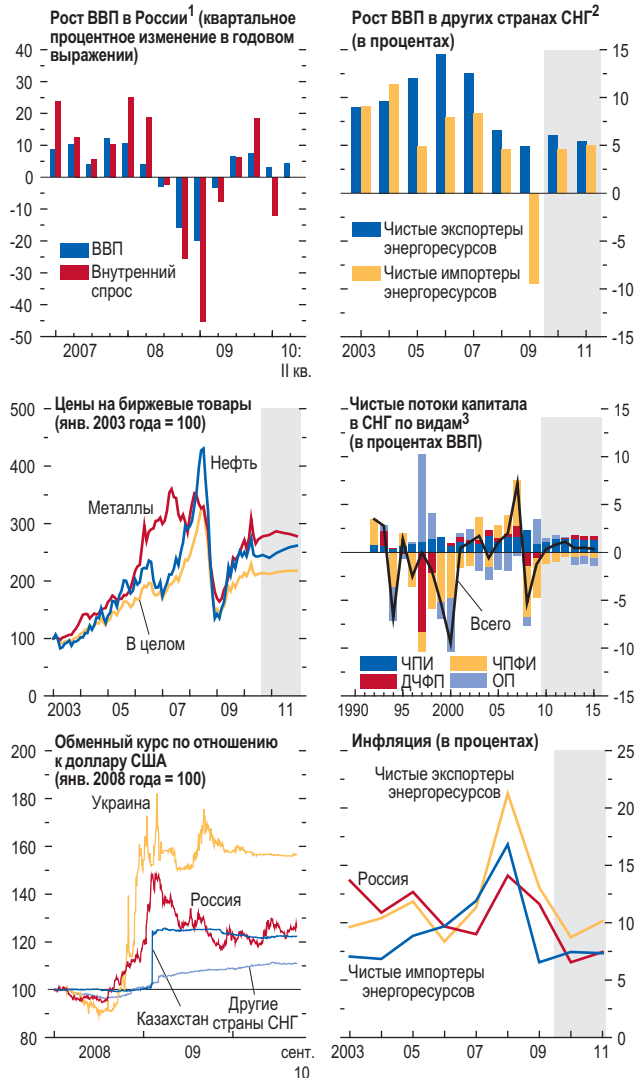 Рост ВВП в России1 (квартальное
процентное изменение в годовом
выражении)
40
30
20
10
0
-10
-20
-30
-40
-50
ВВП
Внутренний
спрос
2007
08
09
10:
II кв.
Рост ВВП в других странах СНГ2
(в процентах)
15
10
5
0
-5
-10
-15
Чистые экспортеры
энергоресурсов
Чистые импортеры
энергоресурсов
2003
05
07
09
11
Цены на биржевые товары
(янв. 2003 года = 100)
500
400
300
200
100
0
Нефть
Металлы
В целом
2003
05
07
09
11
Чистые потоки капитала
в СНГ по видам3
(в процентах ВВП)
15
10
5
0
-5
-10
-15
Всего
ЧПИ
ЧПФИ
ДЧФП
ОП
1990
95
2000
05
10
15
Обменный курс по отношению
к доллару США
(янв. 2008 года = 100)
200
180
160
140
120
100
80
Украина
Россия
Казахстан
Другие
страны СНГ
2008
09
сент.
10
Инфляция (в процентах)
25
20
15
10
5
0
Чистые экспортеры
энергоресурсов
Россия
Чистые импортеры
энергоресурсов
2003
05
07
09
11